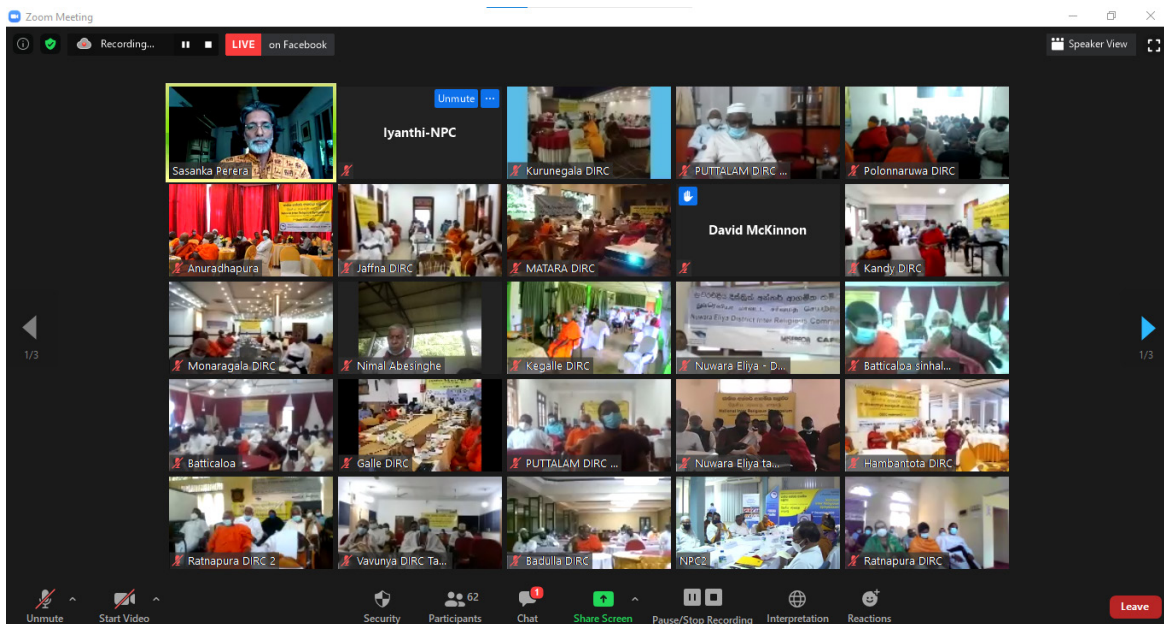 Zoom Meeting
Recording...
LIVE on Facebook
Speaker View
Unmute ...
Sasanka Perera
Iyanthi-NPC
Kurunegala DIRC
PUTTALAM DIRC ...
Polonnaruwa DIRC
Anuradhapura
Jaffna DIRC
MATARA DIRC
David McKinnon
Kandy DIRC
1/3
1/3
Nuwara Eliya District Inter Religious
Monaragala DIRC
Nimal Abesinghe
Kegalle DIRC
Nuwara Eliya - D...
Batticaloa sinhal...
Batticaloa
Galle DIRC
PUTTALAM DIRC ...
Nuwara Eliya ta...
Hambantota DIRC
Ratnapura DIRC 2
Vavunya DIRC Ta...
Badulla DIRC
NPC2
Ratnapura DIRC
62
1
Unmute
Start Video
Security
Participants
Chat
Share Screen
Pause/Stop Recording
Interpretation
Reactions
Leave